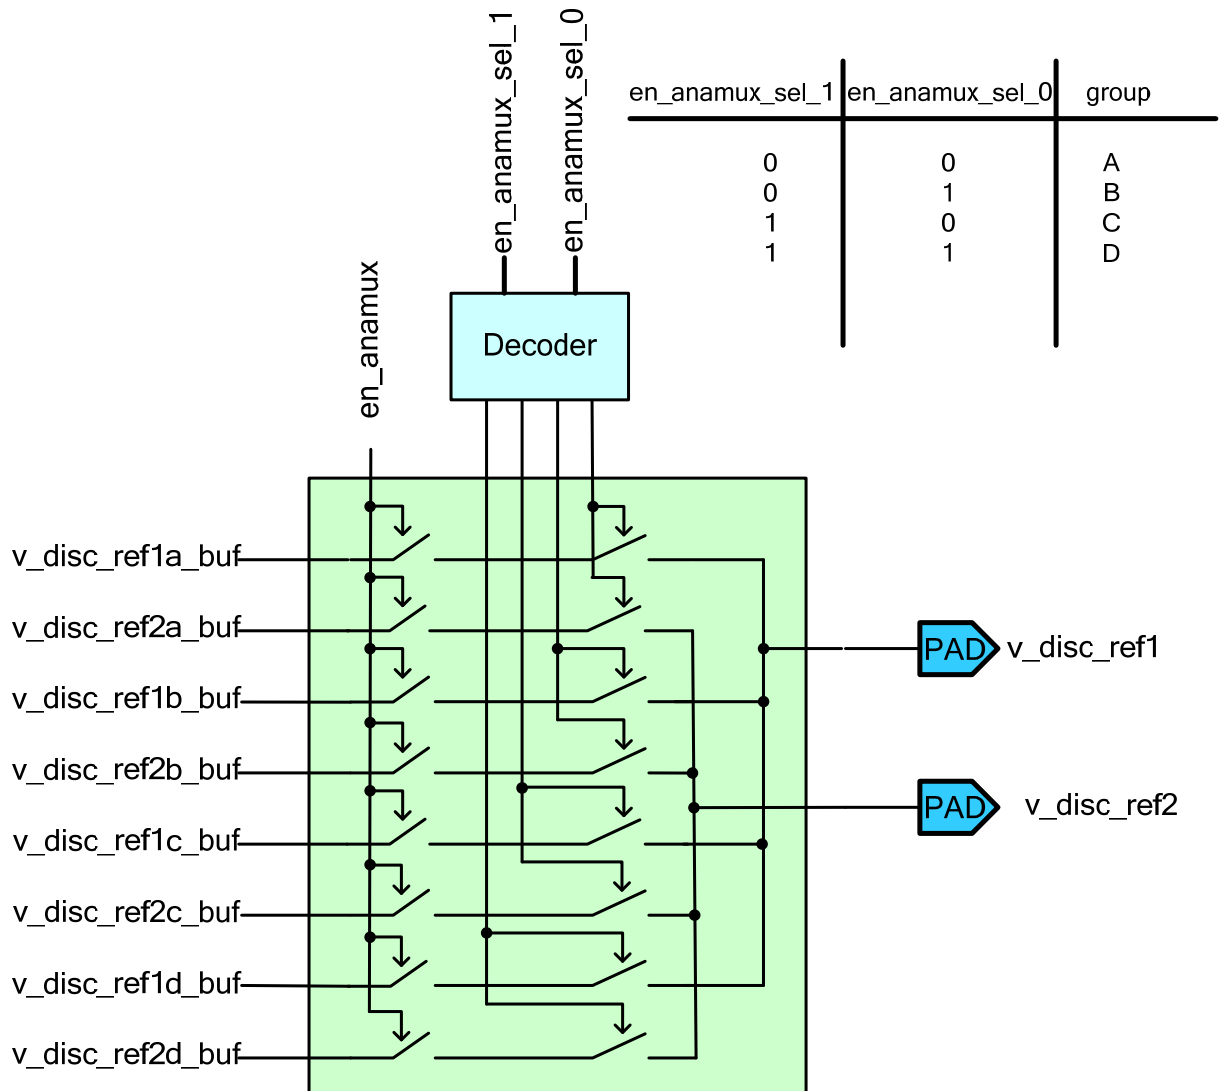 en_anamux_sel_1
en_anamux_sel_0
en_anamux_sel_1 en_anamux_sel_0 group
0 0 A
0 1 B
1 0 C
1 1 D
en_anamux
Decoder
v_disc_ref1a_buf
v_disc_ref2a_buf
PAD v_disc_ref1
v_disc_ref1b_buf
v_disc_ref2b_buf
PAD v_disc_ref2
v_disc_ref1c_buf
v_disc_ref2c_buf
v_disc_ref1d_buf
v_disc_ref2d_buf